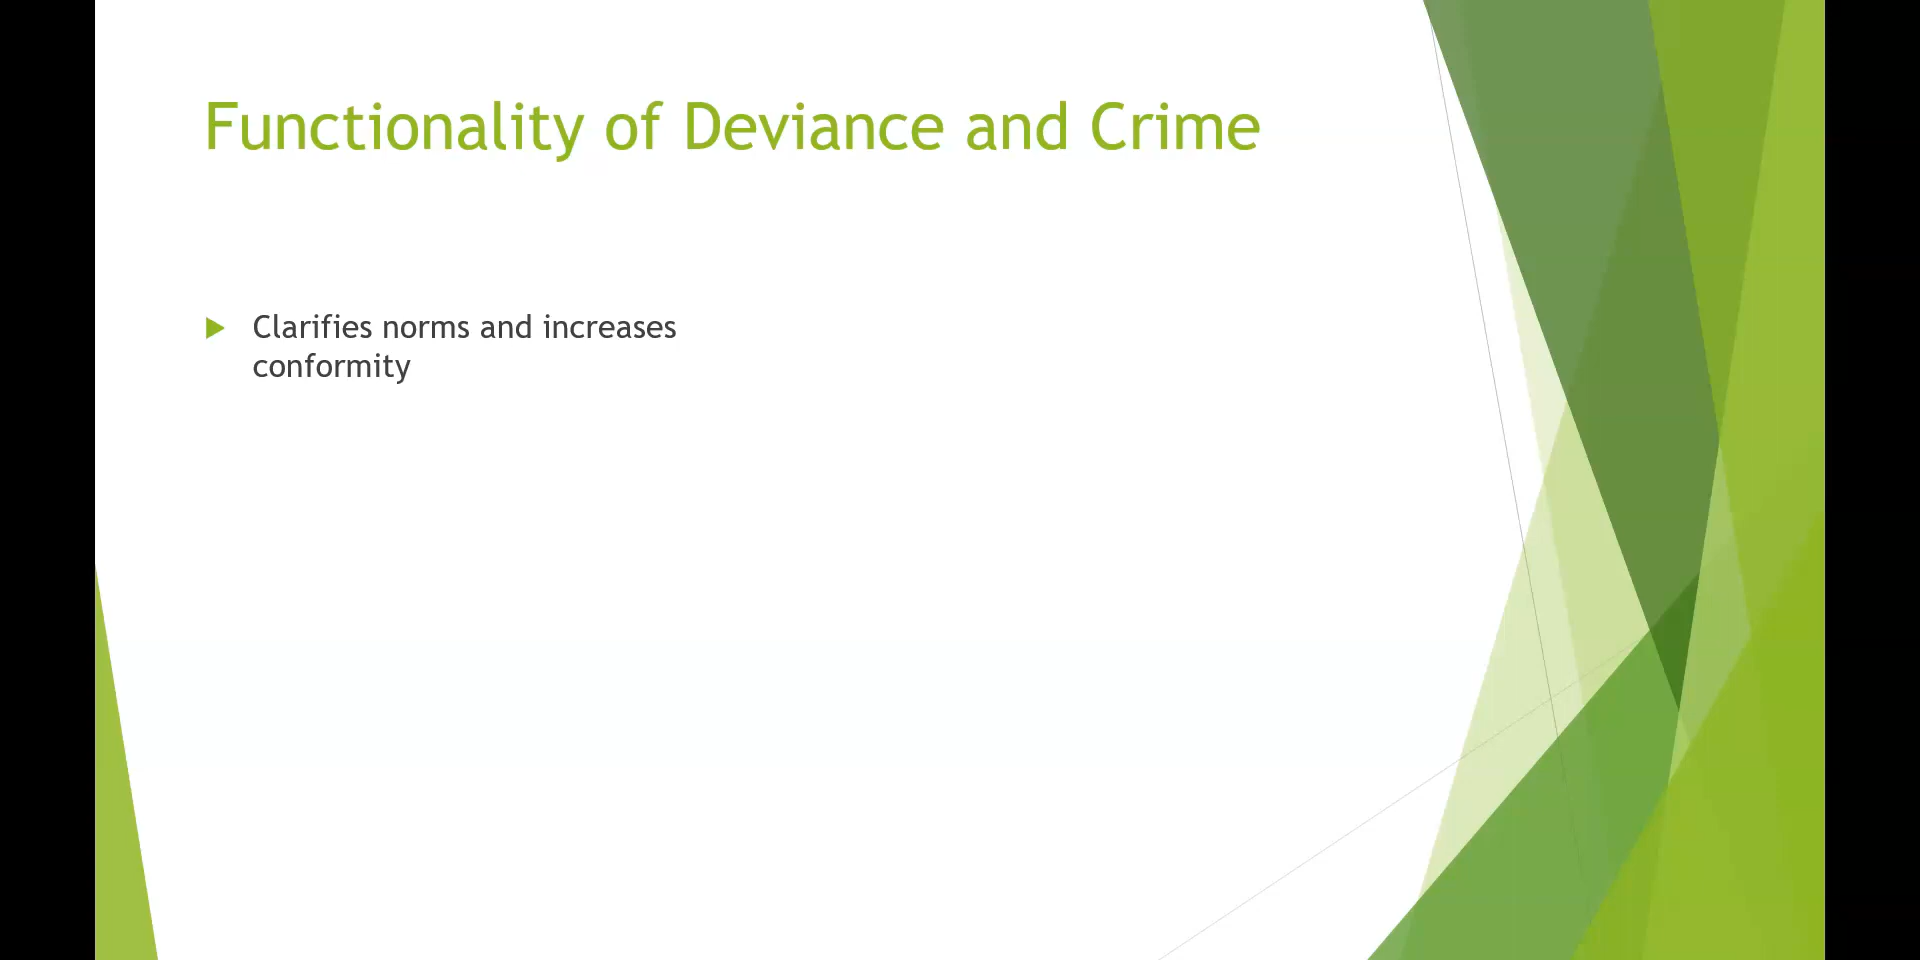 Functionality of Deviance and Crime
Clarifies norms and increases
conformity